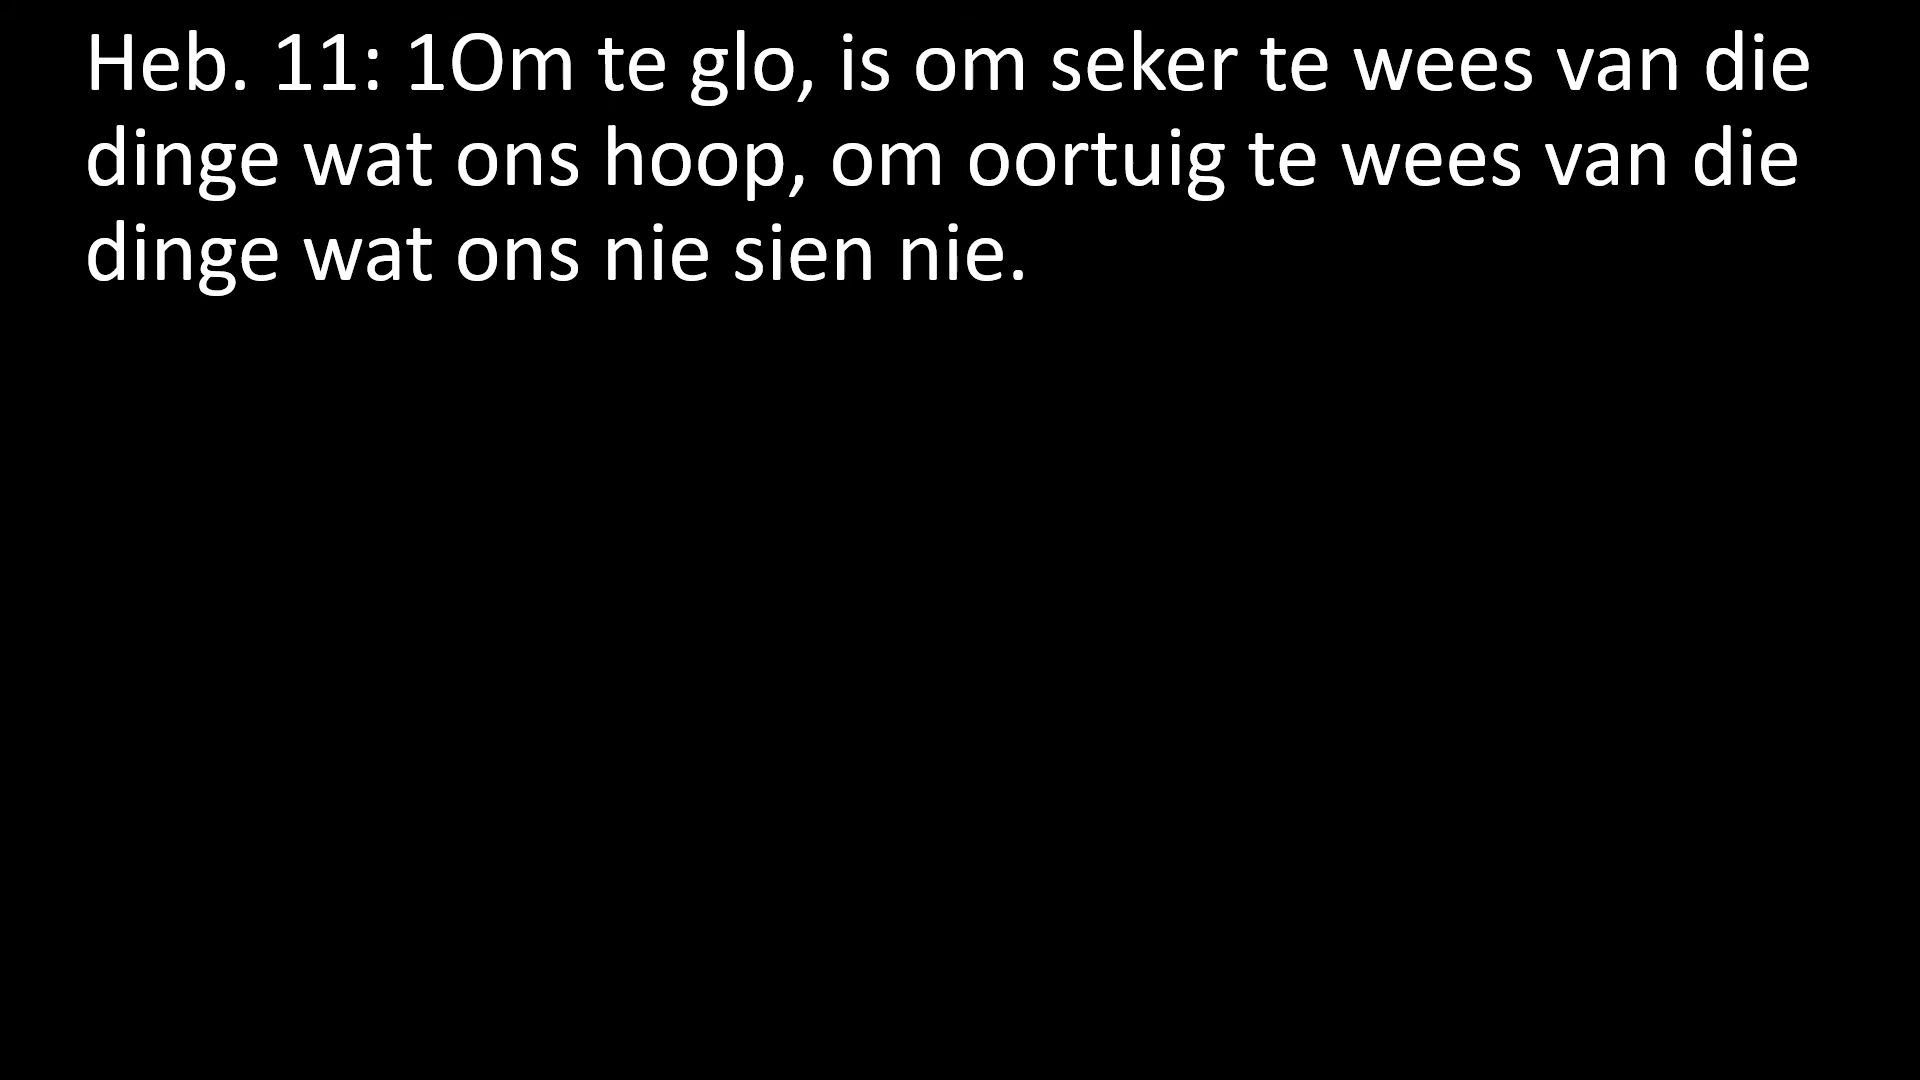 Heb. 11: 1Om te glo, is om seker te wees van die
dinge wat ons hoop, om oortuig te wees van die
dinge wat ons nie sien nie.